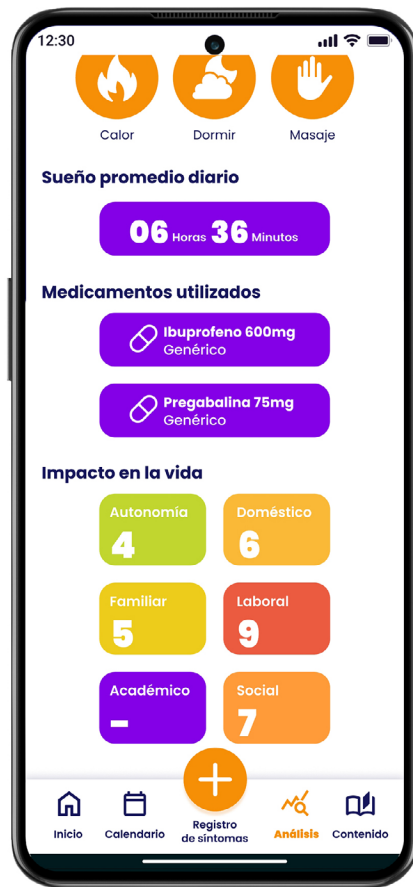 12:30
Calor Dormir Masaje
Sueño promedio diario
06 Horas 36 Minutos
Medicamentos utilizados
Ibuprofeno 600mg
Genérico
Pregabalina 75mg
Genérico
Impacto en la vida
Autonomía Doméstico
4 6
Familiar Laboral
5 9
Académico Social
- 7
Inicio Calendario Registro de síntomas Análisis Contenido